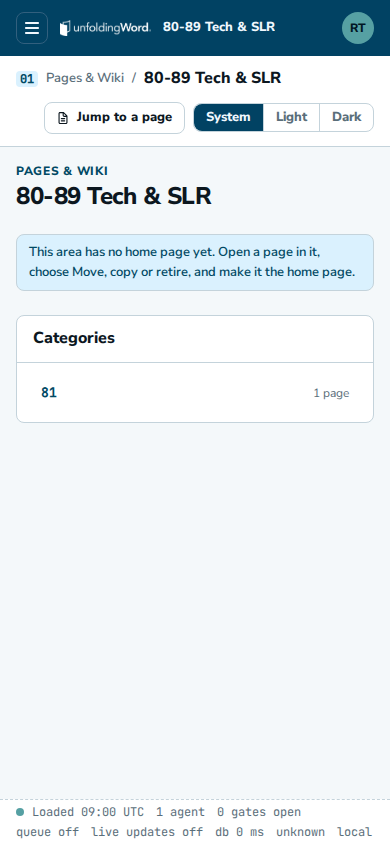 unfoldingWord. 80-89 Tech & SLR RT
01 Pages & Wiki / 80-89 Tech & SLR
Jump to a page System Light Dark
PAGES & WIKI
80-89 Tech & SLR
This area has no home page yet. Open a page in it,
choose Move, copy or retire, and make it the home page.
Categories
81 1 page
Loaded 09:00 UTC 1 agent 0 gates open
queue off live updates off db 0 ms unknown local